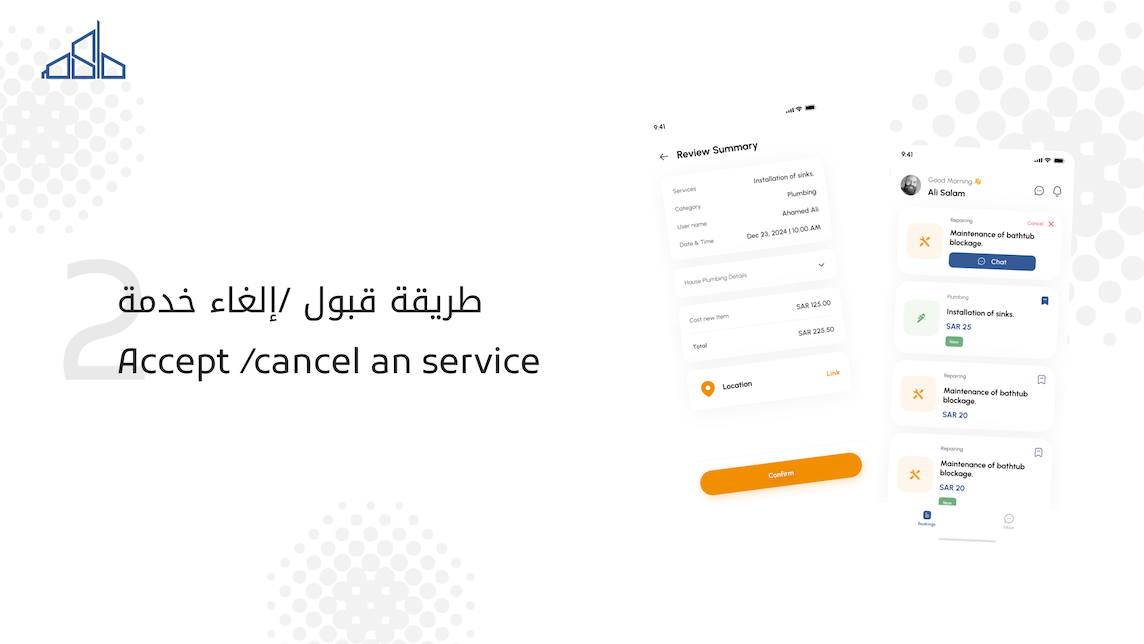 2
طريقة قبول /إلغاء خدمة
Accept /cancel an service
9:41
Review Summary
Services Installation of sinks.
Category Plumbing
User name Ahamed Ali
Date & Time Dec 23, 2024 | 10:00 AM
House Plumbing Details
Cost new Item SAR 125.00
Total SAR 225.50
Location Link
Confirm
9:41
Good Morning 👋
Ali Salam
Repairing Cancel X
Maintenance of bathtub
blockage.
Chat
Plumbing
Installation of sinks.
SAR 25
New
Repairing
Maintenance of bathtub
blockage.
SAR 20
Repairing
Maintenance of bathtub
blockage.
SAR 20
New
Bookings Inbox